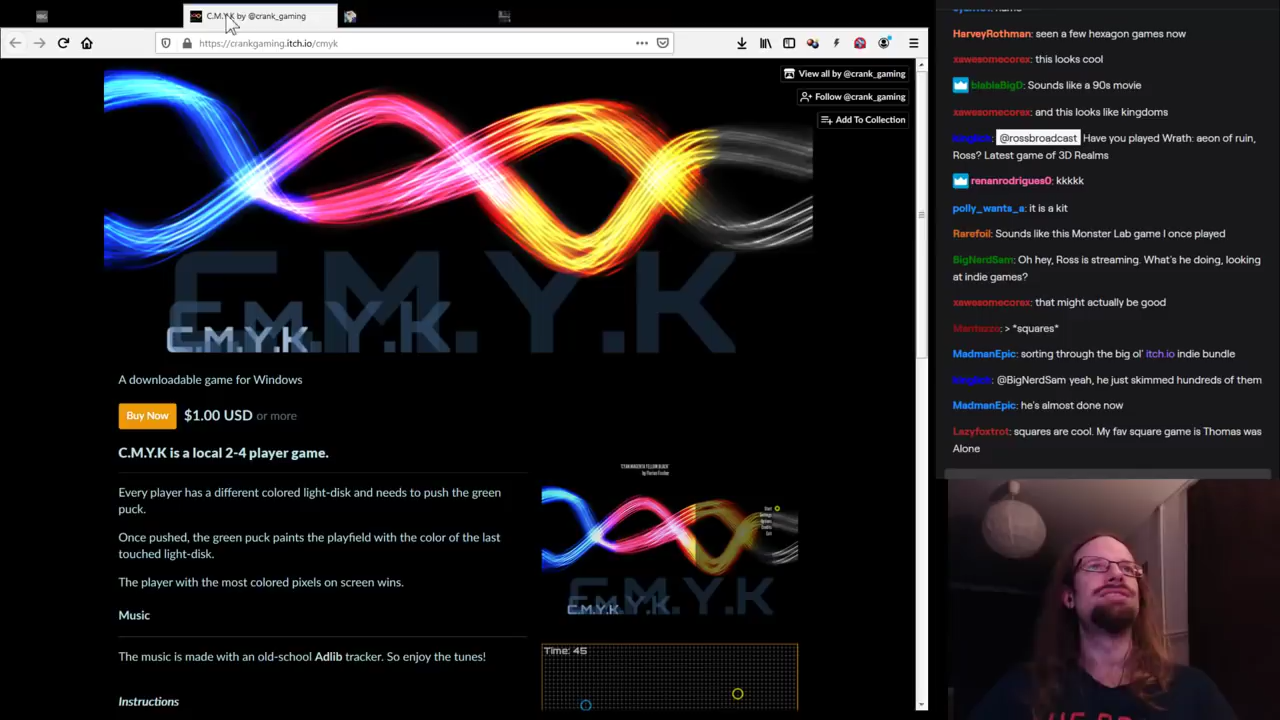 C.M.Y.K by @crank_gaming
https://crankgaming.itch.io/cmyk
View all by @crank_gaming
Follow @crank_gaming
Add To Collection
C.M.Y.K
C.M.Y.K
C.M.Y.K
A downloadable game for Windows
Buy Now $1.00 USD or more
C.M.Y.K is a local 2-4 player game.
Every player has a different colored light-disk and needs to push the green
puck.
Once pushed, the green puck paints the playfield with the color of the last
touched light-disk.
The player with the most colored pixels on screen wins.
Music
The music is made with an old-school Adlib tracker. So enjoy the tunes!
Instructions
C.M.Y.K
C.M.Y.K
Time: 45
HarveyRothman: seen a few hexagon games now
xawesomecorex: this looks cool
blablaBigD: Sounds like a 90s movie
xawesomecorex: and this looks like kingdoms
@rossbroadcast Have you played Wrath: aeon of ruin,
Ross? Latest game of 3D Realms
renanrodrigues0: kkkkk
polly_wants_a: it is a kit
Rarefoil: Sounds like this Monster Lab game I once played
BigNerdSam: Oh hey, Ross is streaming. What's he doing, looking
at indie games?
xawesomecorex: that might actually be good
Mantezze: > *squares*
MadmanEpic: sorting through the big ol' itch.io indie bundle
@BigNerdSam yeah, he just skimmed hundreds of them
MadmanEpic: he's almost done now
Lazyfoxtrot: squares are cool. My fav square game is Thomas was
Alone